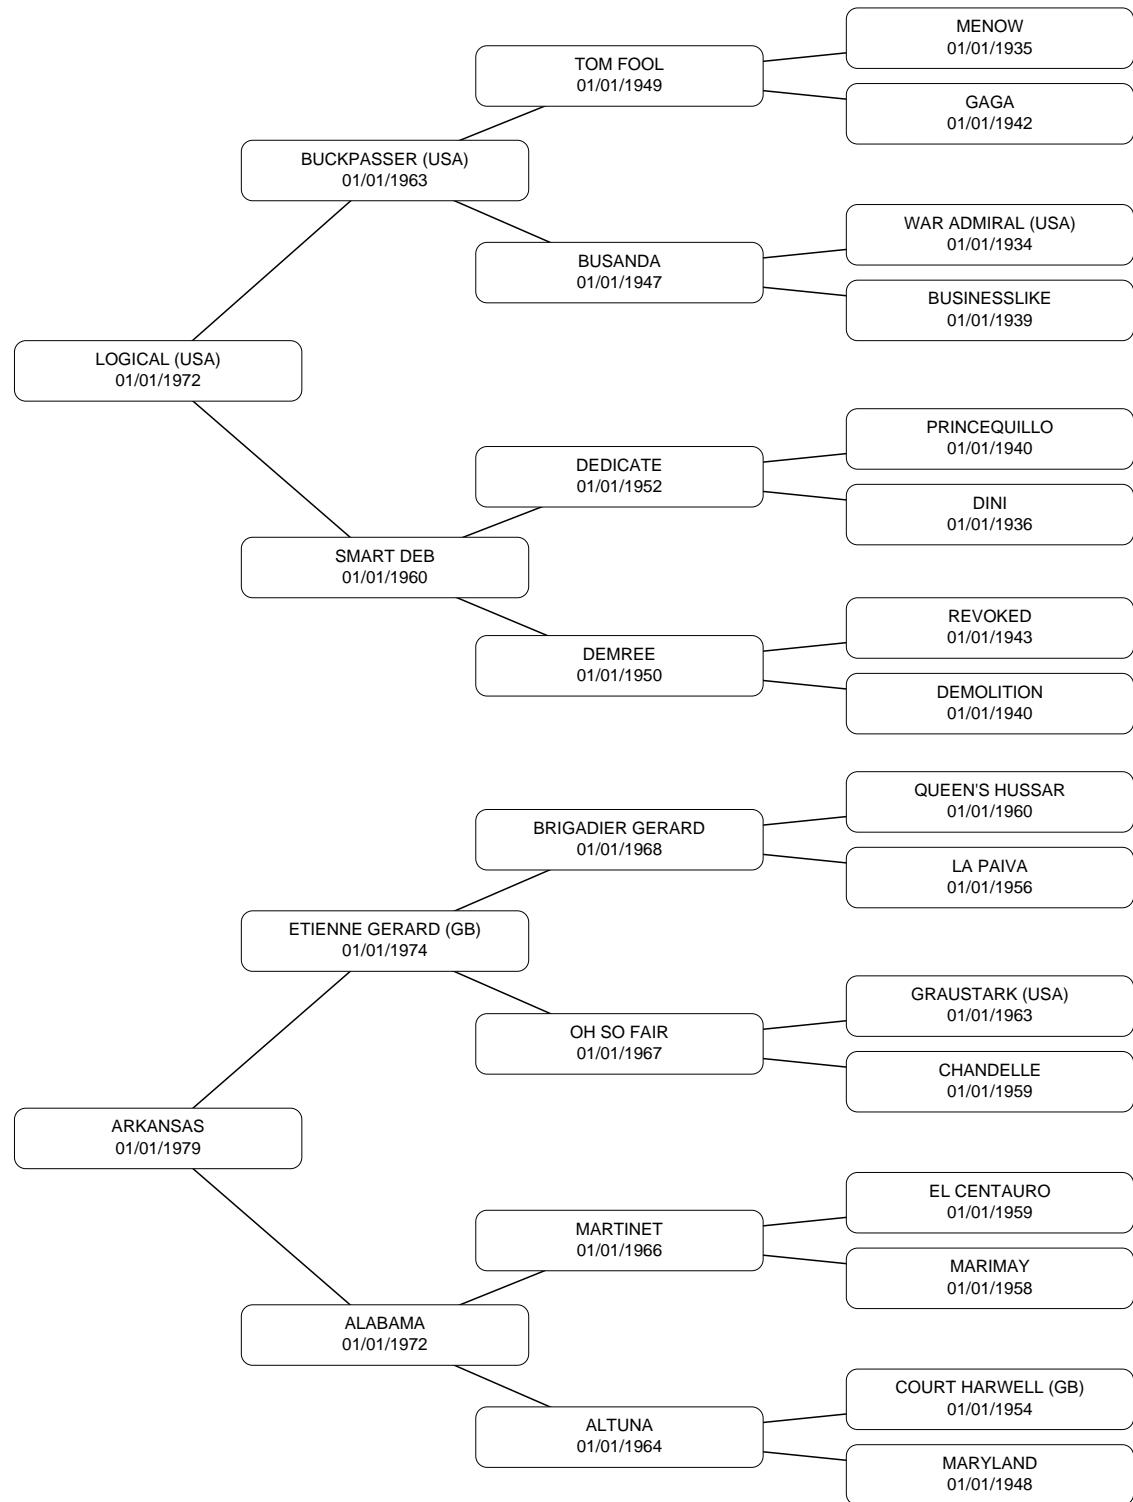 MENOW
01/01/1935
TOM FOOL
01/01/1949
GAGA
01/01/1942
BUCKPASSER (USA)
01/01/1963
WAR ADMIRAL (USA)
01/01/1934
BUSANDA
01/01/1947
BUSINESSLIKE
01/01/1939
LOGICAL (USA)
01/01/1972
PRINCEQUILLO
01/01/1940
DEDICATE
01/01/1952
DINI
01/01/1936
SMART DEB
01/01/1960
REVOKED
01/01/1943
DEMREE
01/01/1950
DEMOLITION
01/01/1940
QUEEN'S HUSSAR
01/01/1960
BRIGADIER GERARD
01/01/1968
LA PAIVA
01/01/1956
ETIENNE GERARD (GB)
01/01/1974
GRAUSTARK (USA)
01/01/1963
OH SO FAIR
01/01/1967
CHANDELLE
01/01/1959
ARKANSAS
01/01/1979
EL CENTAURO
01/01/1959
MARTINET
01/01/1966
MARIMAY
01/01/1958
ALABAMA
01/01/1972
COURT HARWELL (GB)
01/01/1954
ALTUNA
01/01/1964
MARYLAND
01/01/1948